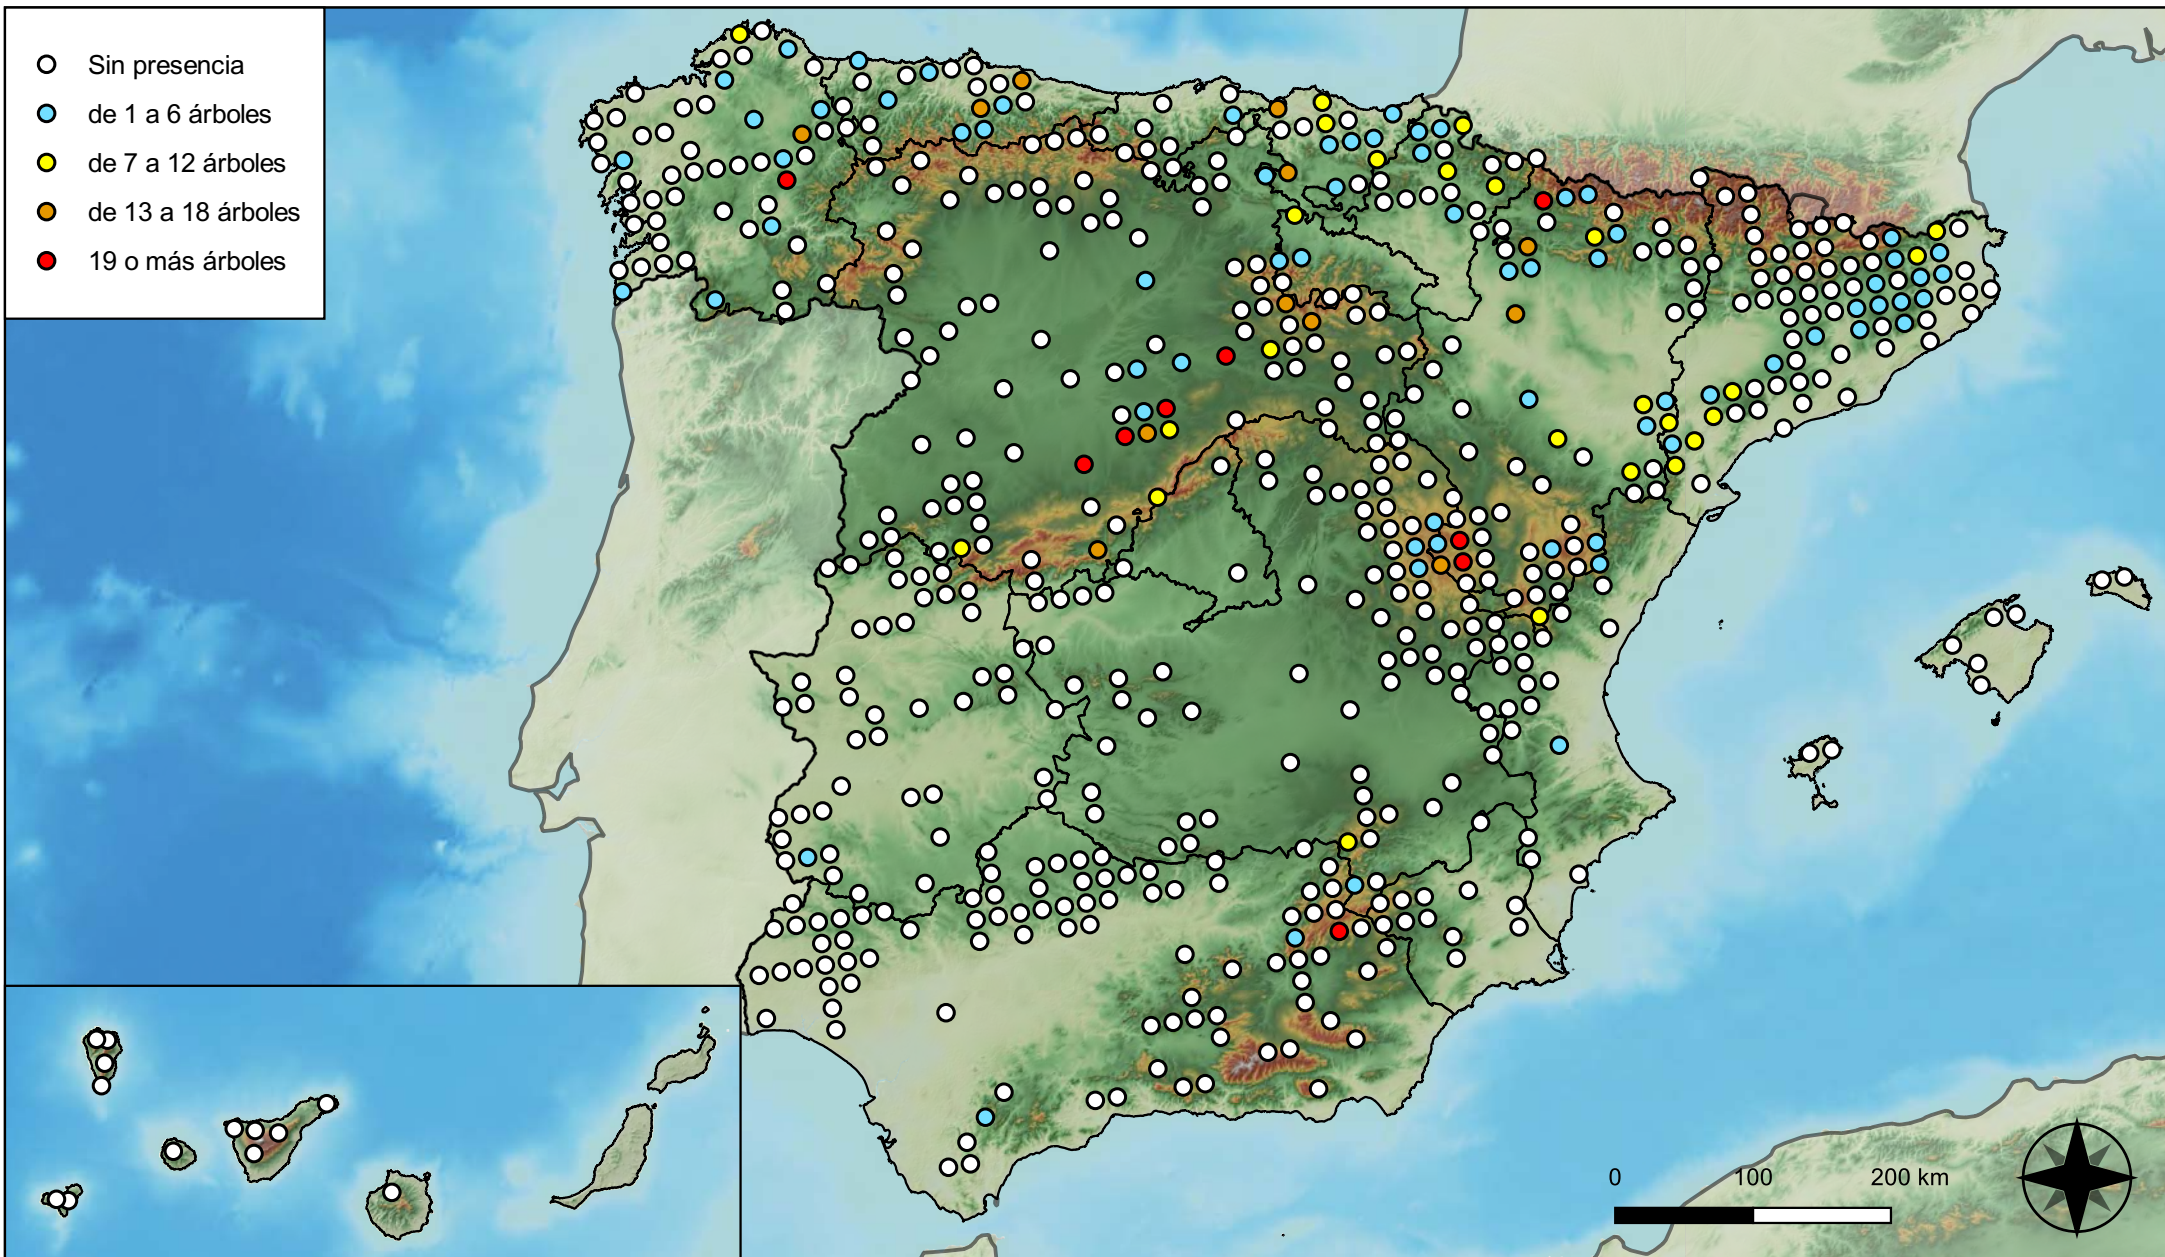 Sin presencia
de 1 a 6 árboles
de 7 a 12 árboles
de 13 a 18 árboles
19 o más árboles
0 100 200 km